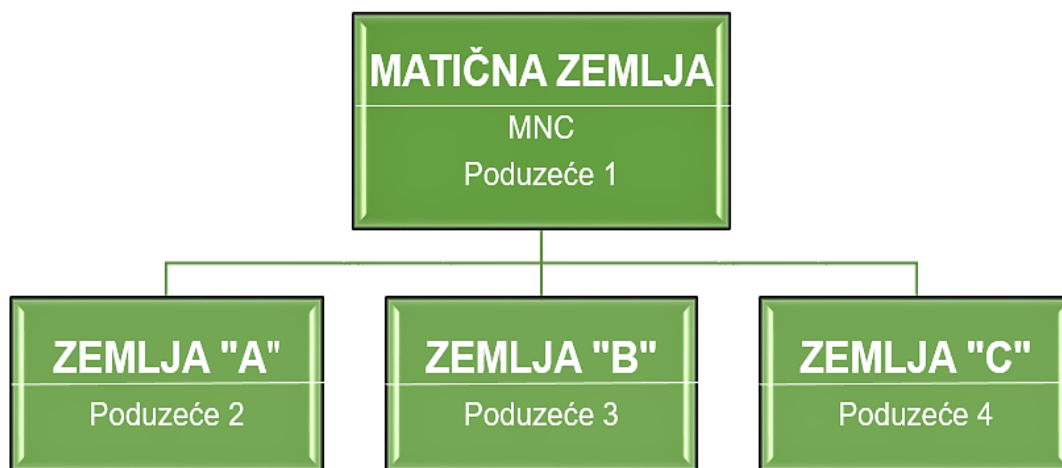 MATIČNA ZEMLJA
MNC
Poduzeće 1
ZEMLJA "A"
Poduzeće 2
ZEMLJA "B"
Poduzeće 3
ZEMLJA "C"
Poduzeće 4